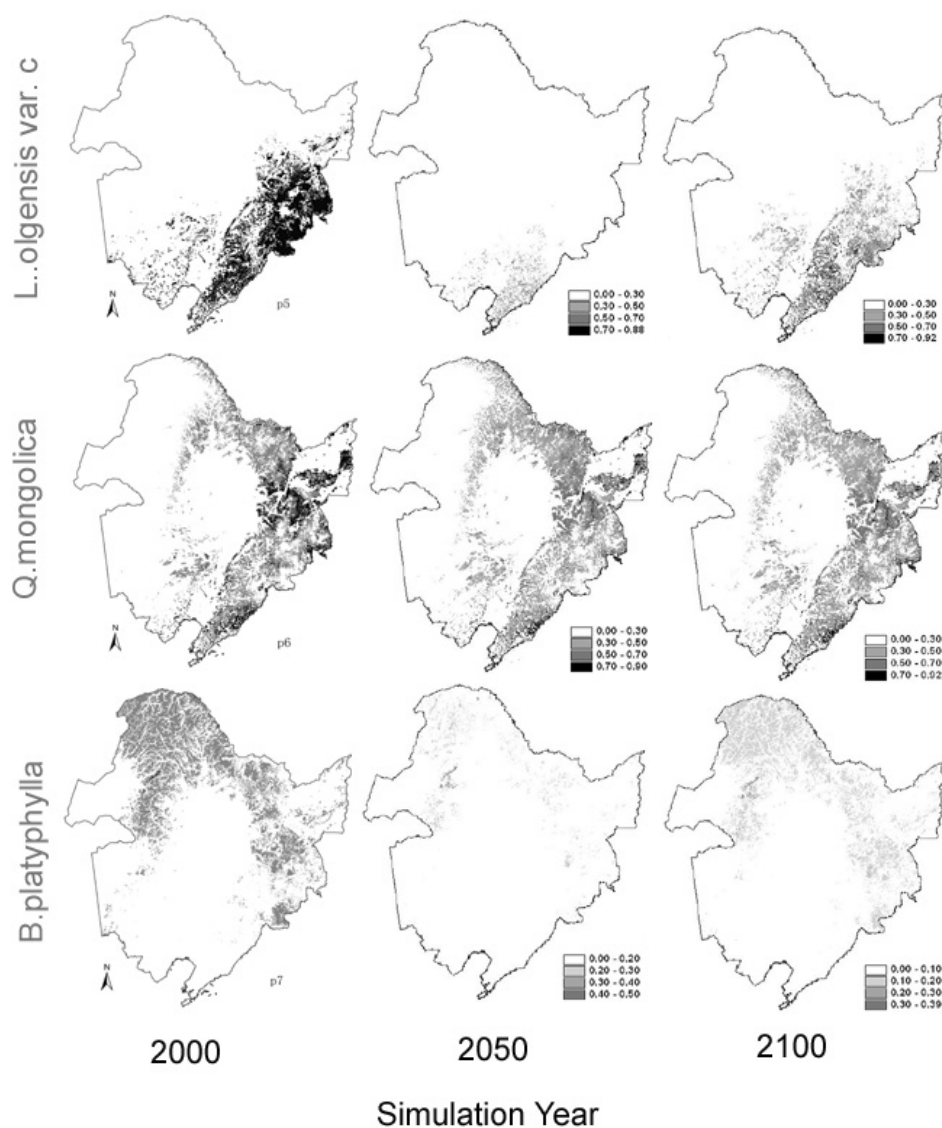 L..olgensis var. c
N
p5
0.00 - 0.30
0.30 - 0.50
0.50 - 0.70
0.70 - 0.88
0.00 - 0.30
0.30 - 0.50
0.50 - 0.70
0.70 - 0.92
Q.mongolica
N
p6
0.00 - 0.30
0.30 - 0.50
0.50 - 0.70
0.70 - 0.90
0.00 - 0.30
0.30 - 0.50
0.50 - 0.70
0.70 - 0.92
B.platyphylla
N
p7
0.00 - 0.20
0.20 - 0.30
0.30 - 0.40
0.40 - 0.50
0.00 - 0.10
0.10 - 0.20
0.20 - 0.30
0.30 - 0.39
2000 2050 2100
Simulation Year